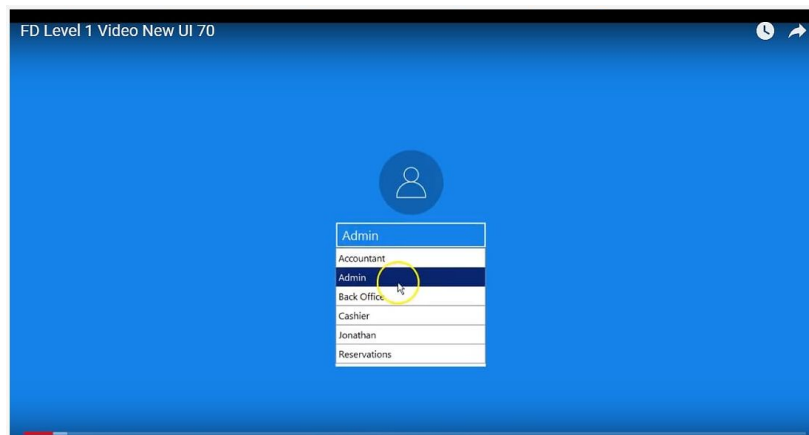 FD Level 1 Video New UI 70
Admin
Accountant
Admin
Back Office
Cashier
Jonathan
Reservations